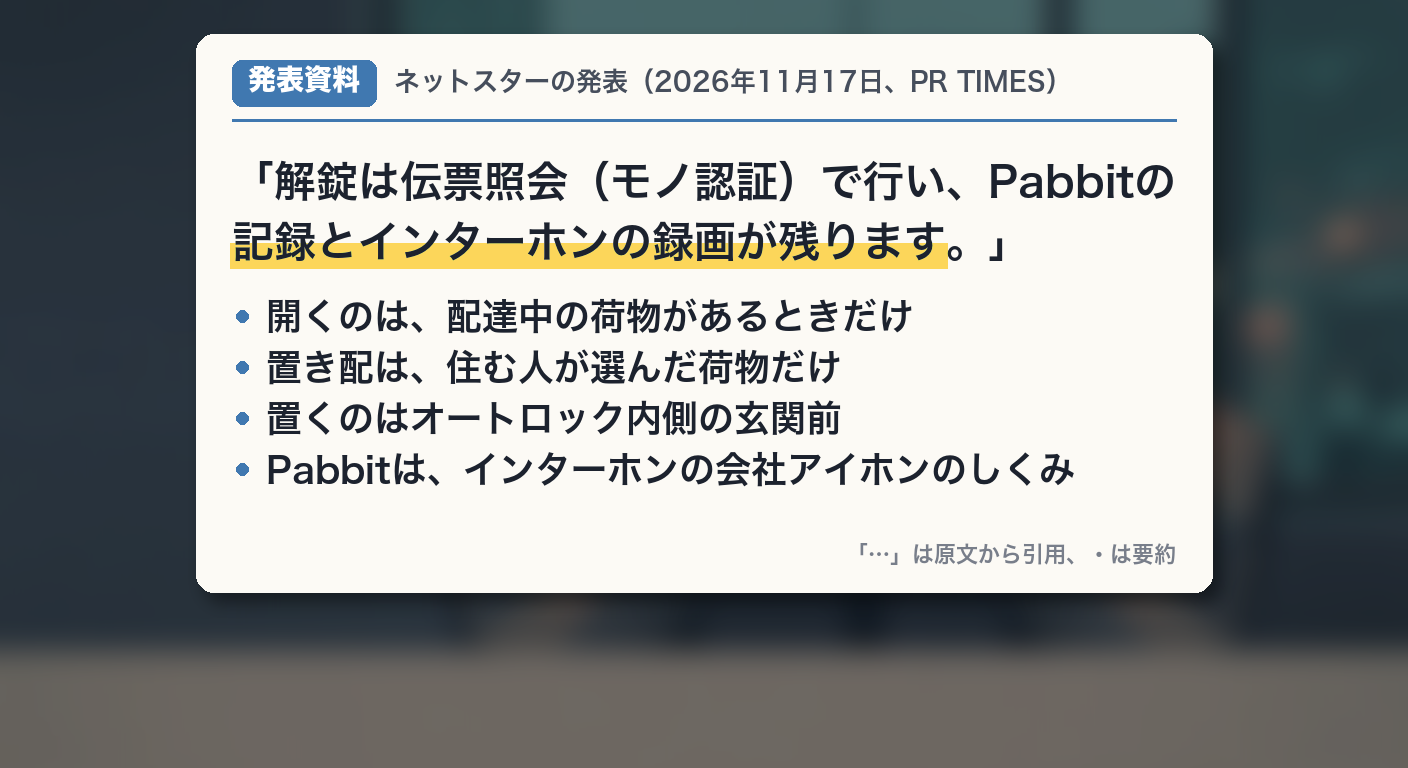 発表資料 ネットスターの発表（2026年11月17日、PR TIMES）
「解錠は伝票照会（モノ認証）で行い、Pabbitの
記録とインターホンの録画が残ります。」
• 開くのは、配達中の荷物があるときだけ
• 置き配は、住む人が選んだ荷物だけ
• 置くのはオートロック内側の玄関前
• Pabbitは、インターホンの会社アイホンのしくみ
「…」は原文から引用、・は要約